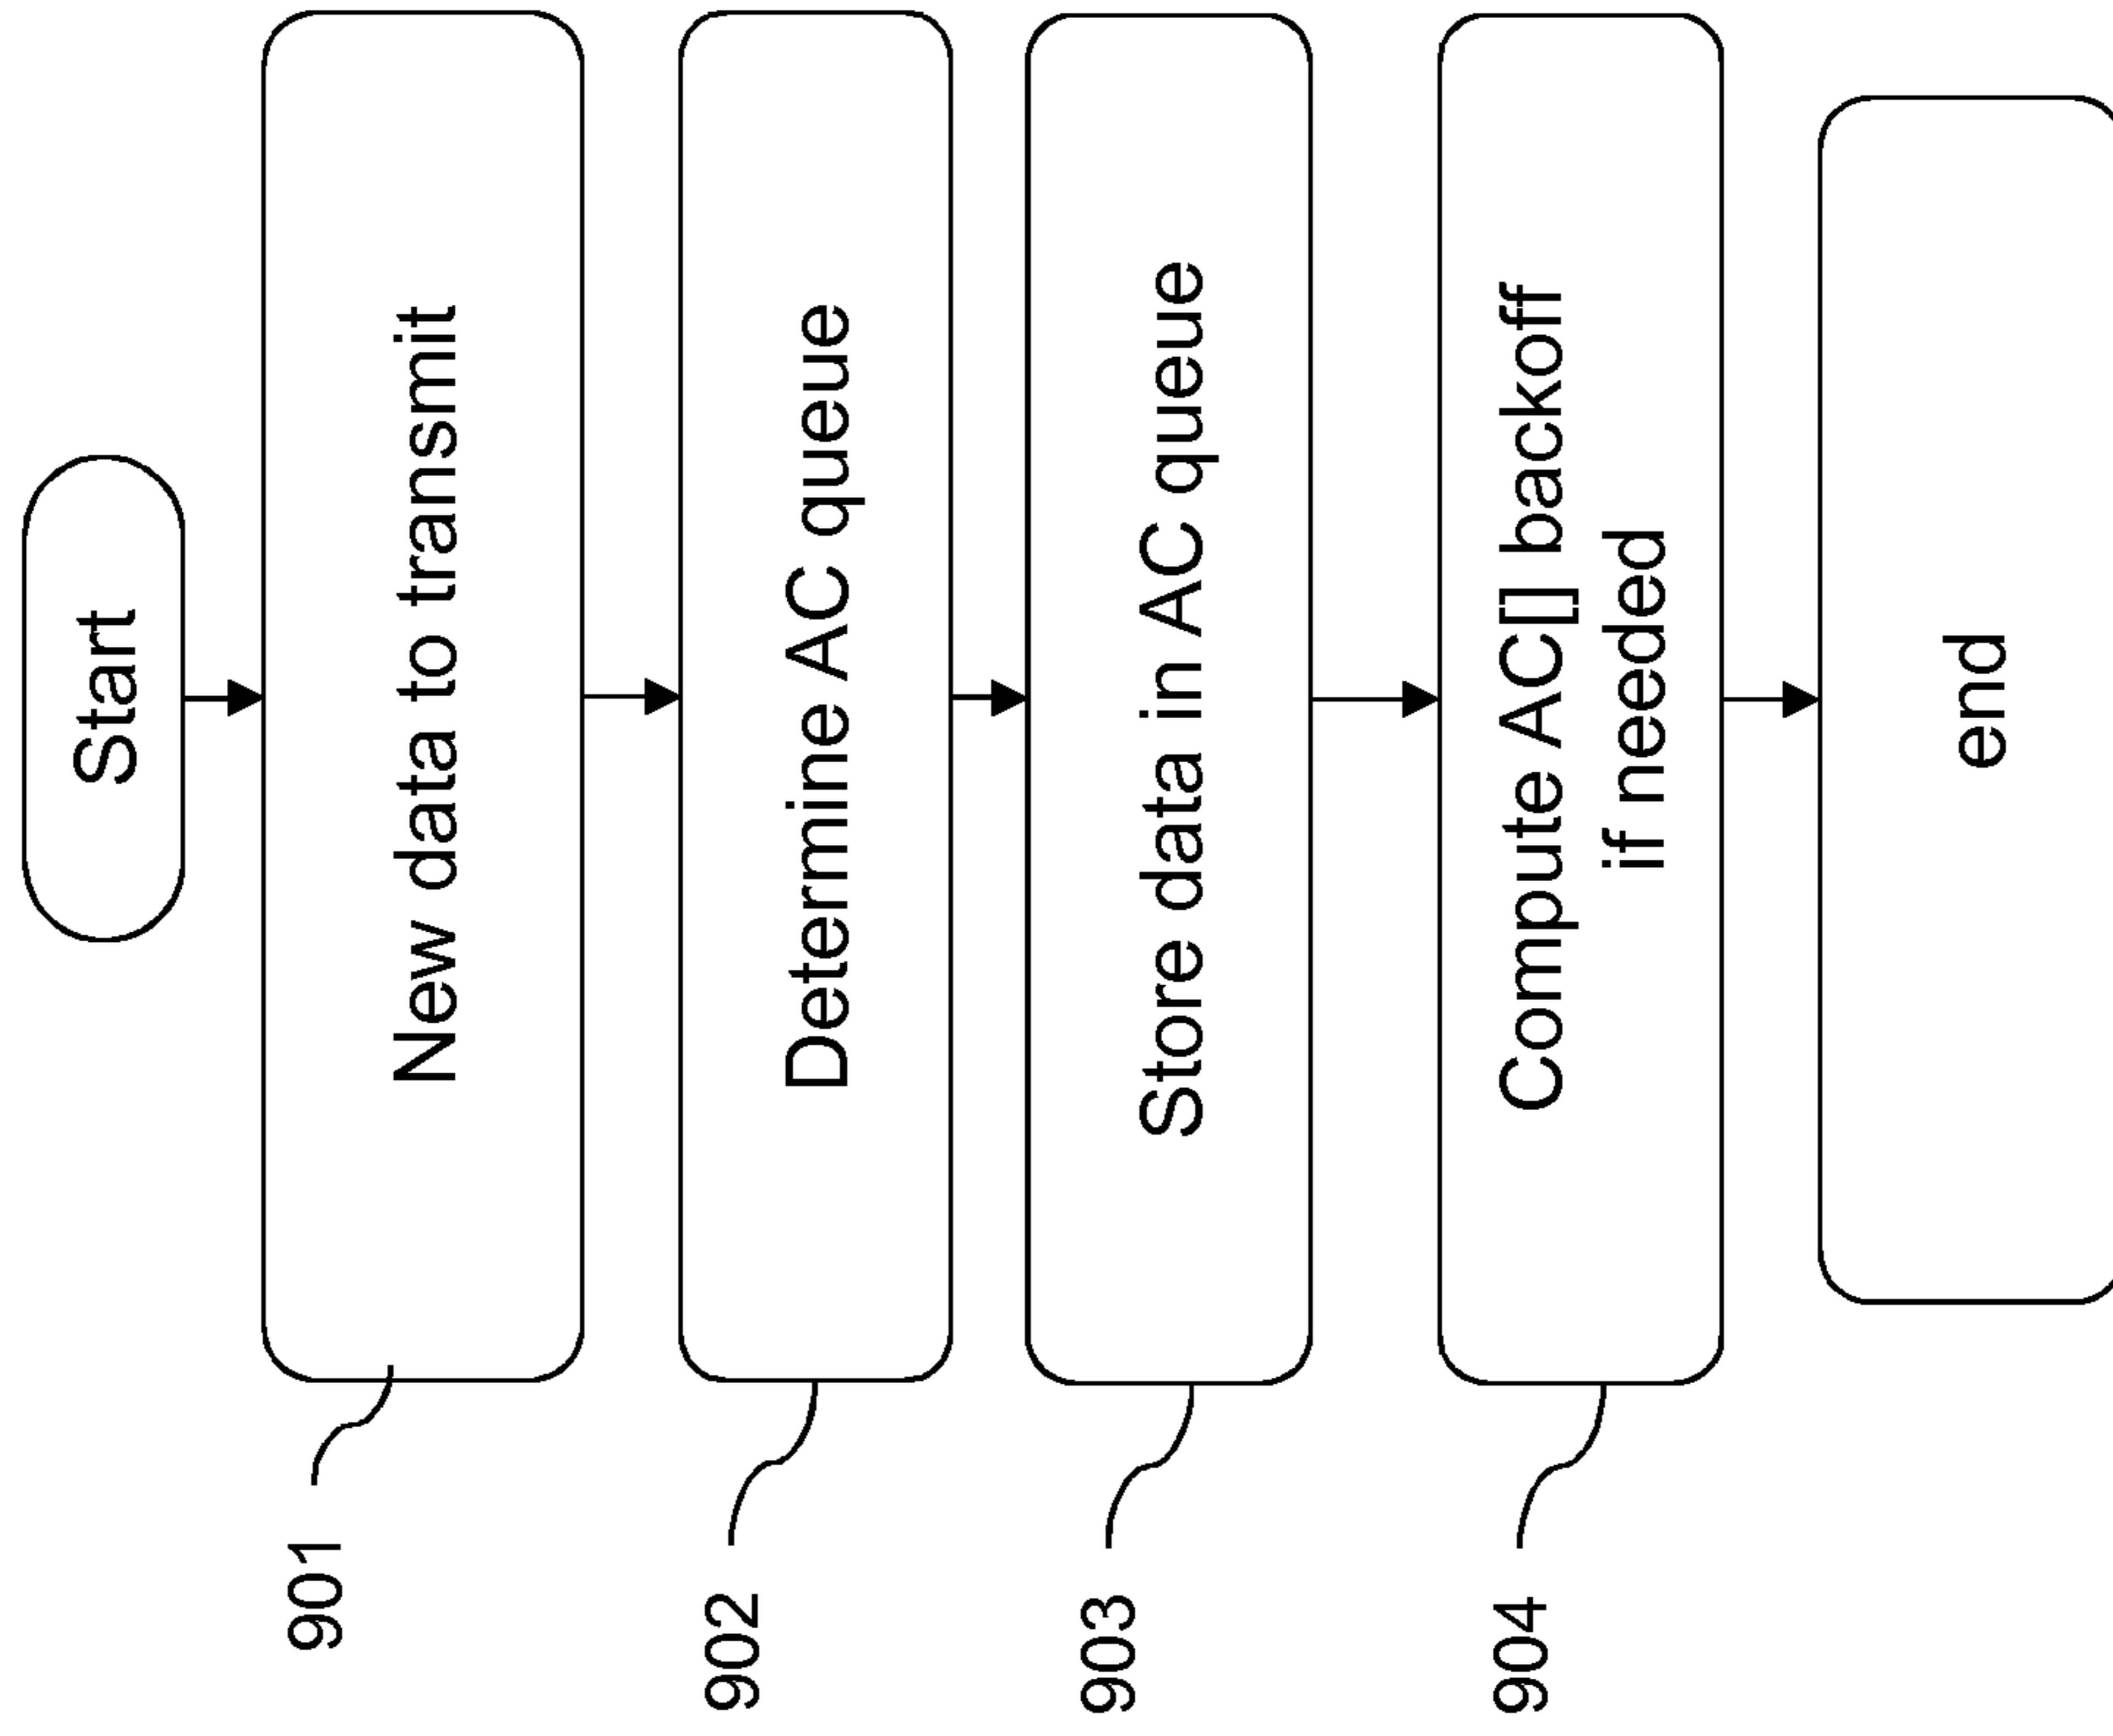 Start
901
New data to transmit
902
Determine AC queue
903
Store data in AC queue
904
Compute AC[] backoff
if needed
end